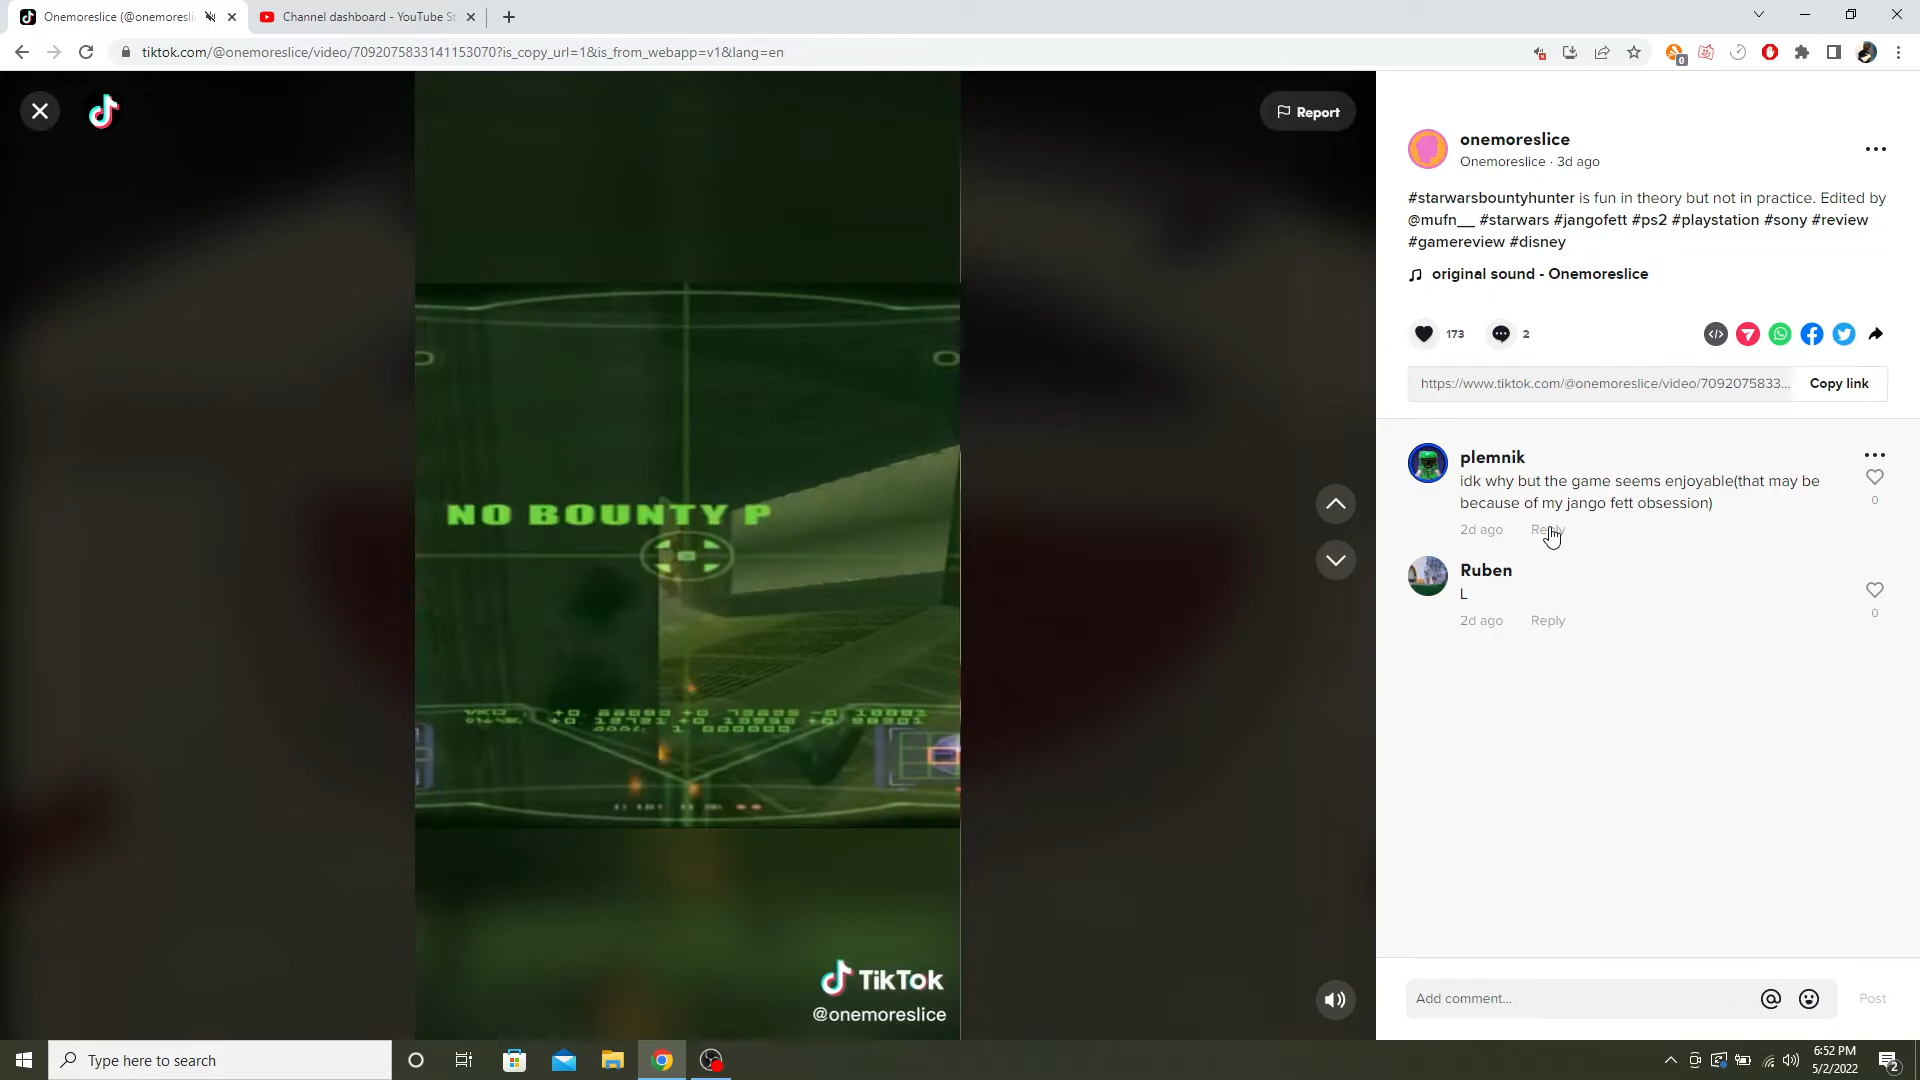 Onemoreslice (@onemoresli
Channel dashboard - YouTube St
tiktok.com/@onemoreslice/video/7092075833141153070?is_copy_url=1&is_from_webapp=v1&lang=en
0
Report
onemoreslice
Onemoreslice · 3d ago
#starwarsbountyhunter is fun in theory but not in practice. Edited by
@mufn__ #starwars #jangofett #ps2 #playstation #sony #review
#gamereview #disney
original sound - Onemoreslice
173
2
https://www.tiktok.com/@onemoreslice/video/7092075833...
Copy link
plemnik
idk why but the game seems enjoyable(that may be
because of my jango fett obsession)
0
2d ago
Reply
Ruben
L
0
2d ago
Reply
NO BOUNTY P
TikTok
@onemoreslice
Add comment...
Post
Type here to search
6:52 PM
5/2/2022
2